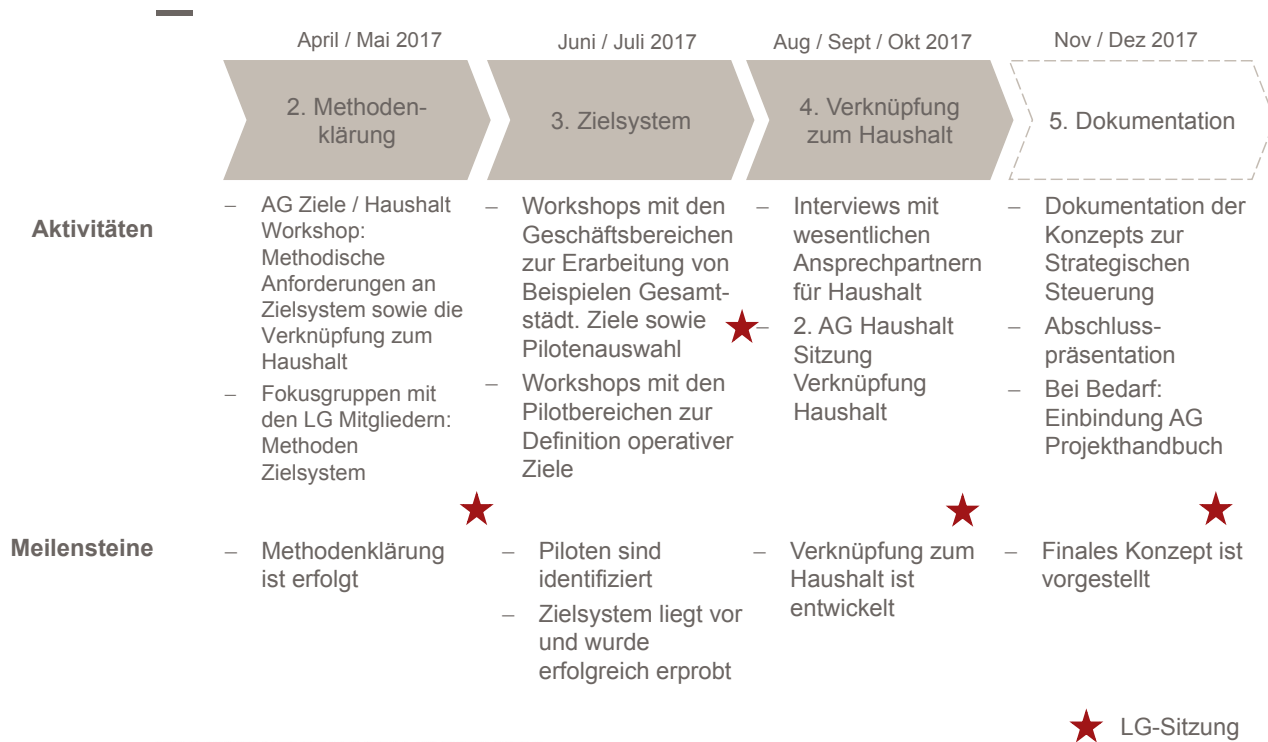 April / Mai 2017
Juni / Juli 2017
Aug / Sept / Okt 2017
Nov / Dez 2017
2. Methoden-
klärung
3. Zielsystem
4. Verknüpfung
zum Haushalt
5. Dokumentation
Aktivitäten
– AG Ziele / Haushalt
Workshop:
Methodische
Anforderungen an
Zielsystem sowie die
Verknüpfung zum
Haushalt
– Fokusgruppen mit
den LG Mitgliedern:
Methoden
Zielsystem
– Workshops mit den
Geschäftsbereichen
zur Erarbeitung von
Beispielen Gesamt-
städt. Ziele sowie
Pilotenauswahl
– Workshops mit den
Pilotbereichen zur
Definition operativer
Ziele
– Interviews mit
wesentlichen
Ansprechpartnern
für Haushalt
– 2. AG Haushalt
Sitzung
Verknüpfung
Haushalt
– Dokumentation der
Konzepts zur
Strategischen
Steuerung
– Abschluss-
präsentation
– Bei Bedarf:
Einbindung AG
Projekthandbuch
Meilensteine
– Methodenklärung
ist erfolgt
– Piloten sind
identifiziert
– Zielsystem liegt vor
und wurde
erfolgreich erprobt
– Verknüpfung zum
Haushalt ist
entwickelt
– Finales Konzept ist
vorgestellt
LG-Sitzung